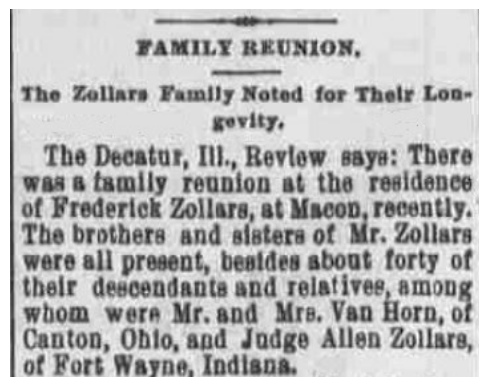 FAMILY REUNION.
The Zollars Family Noted for Their Lon-
gevity.
The Decatur, Ill., Review says: There
was a family reunion at the residence
of Frederick Zollars, at Macon, recently.
The brothers and sisters of Mr. Zollars
were all present, besides about forty of
their descendants and relatives, among
whom were Mr. and Mrs. Van Horn, of
Canton, Ohio, and Judge Allen Zollars,
of Fort Wayne, Indiana.